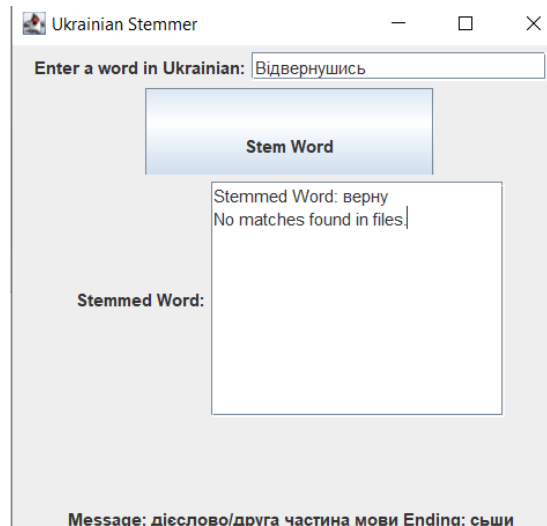 Ukrainian Stemmer
Enter a word in Ukrainian: Відвернушись
Stem Word
Stemmed Word: верну
No matches found in files.
Stemmed Word:
Message: дієслово/друга частина мови Ending: сьши